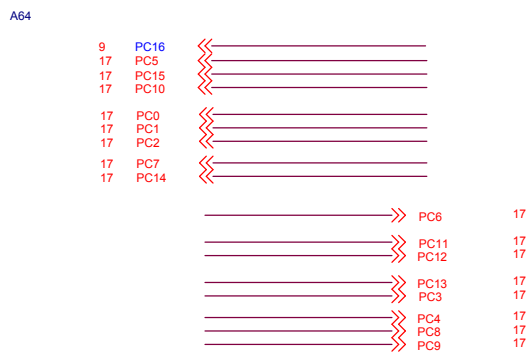 A64
9 PC16
17 PC5
17 PC15
17 PC10
17 PC0
17 PC1
17 PC2
17 PC7
17 PC14
PC6 17
PC11 17
PC12 17
PC13 17
PC3 17
PC4 17
PC8 17
PC9 17